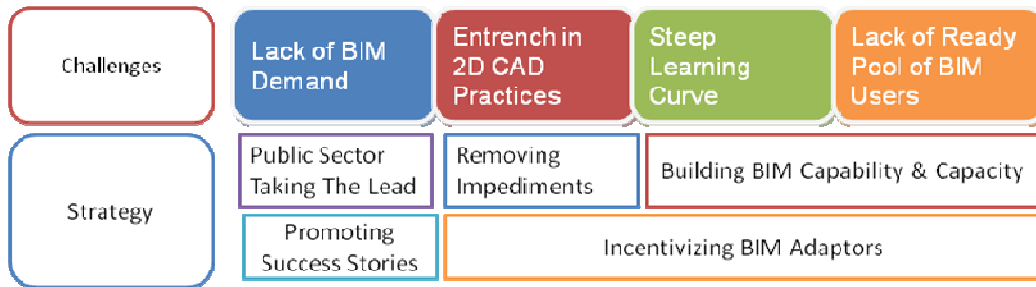 Challenges
Lack of BIM
Demand
Entrench in
2D CAD
Practices
Steep
Learning
Curve
Lack of Ready
Pool of BIM
Users
Strategy
Public Sector
Taking The Lead
Removing
Impediments
Building BIM Capability & Capacity
Promoting
Success Stories
Incentivizing BIM Adaptors